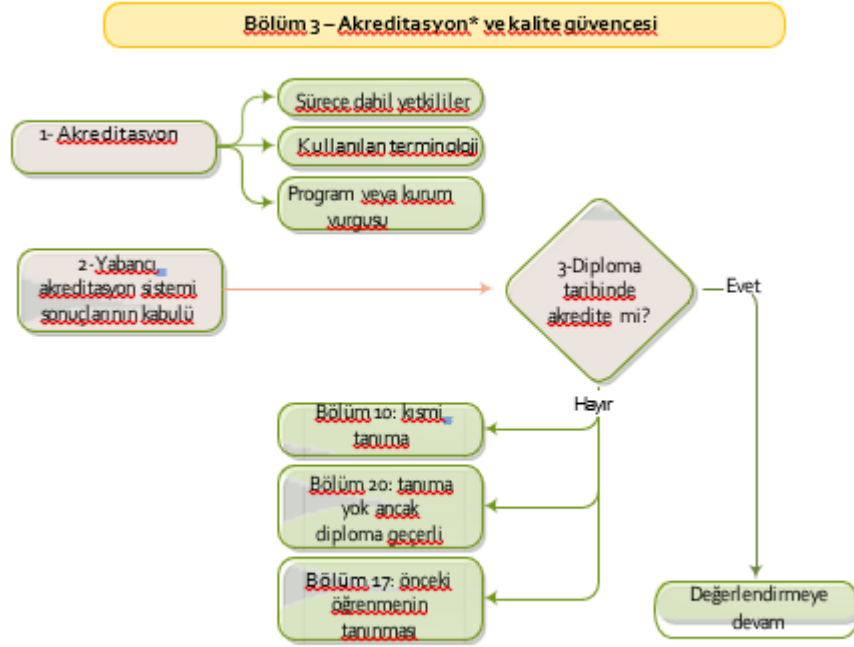 Bölüm 3 – Akreditasyon* ve kalite güvencesi
Sürece dahil yetkililer
1- Akreditasyon
Kullanılan terminoloji
Program veya kurum
vurgusu
2-Yabancı
akreditasyon sistemi
sonuçlarının kabulü
3-Diploma
tarihinde
akredite mi?
Evet
Hayır
Bölüm 10: kısmi
tanıma
Bölüm 20: tanıma
yok ancak
diploma geçerli
Bölüm 17: önceki
öğrenmenin
tanınması
Değerlendirmeye
devam